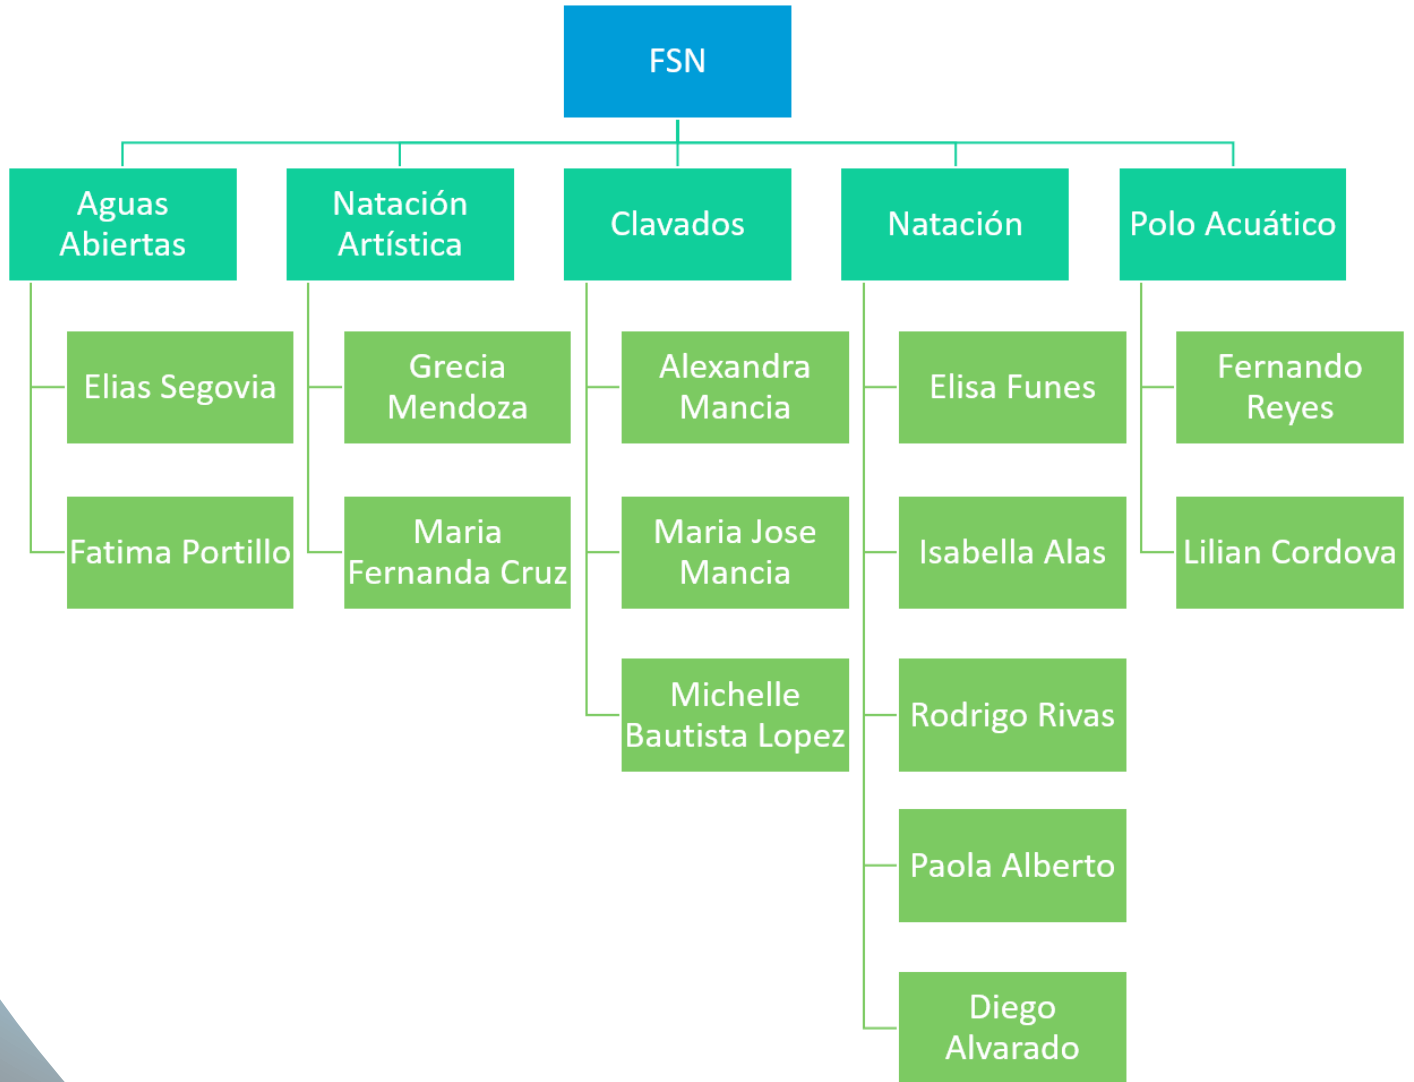 FSN
Aguas
Abiertas
Natación
Artística
Clavados
Natación
Polo Acuático
Elias Segovia
Fatima Portillo
Grecia
Mendoza
Maria
Fernanda Cruz
Alexandra
Mancia
Maria Jose
Mancia
Michelle
Bautista Lopez
Elisa Funes
Isabella Alas
Rodrigo Rivas
Paola Alberto
Diego
Alvarado
Fernando
Reyes
Lilian Cordova